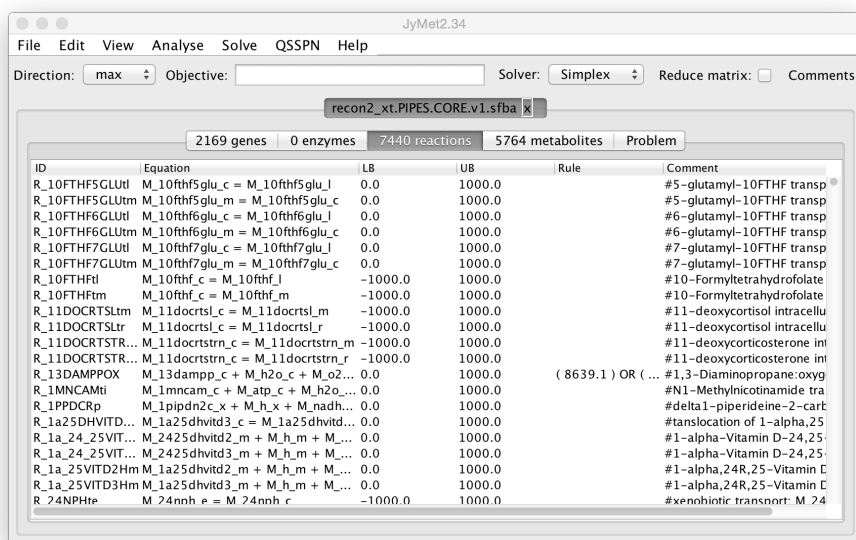 JyMet2.34
File Edit View Analyse Solve QSSPN Help
Direction: max Objective: Solver: Simplex Reduce matrix: Comments
recon2_xt.PIPES.CORE.v1.sfba x
2169 genes 0 enzymes 7440 reactions 5764 metabolites Problem
ID Equation LB UB Rule Comment
R_10FTHF5GLUtl M_10fthf5glu_c = M_10fthf5glu_l 0.0 1000.0 #5-glutamyl-10FTHF transp
R_10FTHF5GLUtm M_10fthf5glu_m = M_10fthf5glu_c 0.0 1000.0 #5-glutamyl-10FTHF transp
R_10FTHF6GLUtl M_10fthf6glu_c = M_10fthf6glu_l 0.0 1000.0 #6-glutamyl-10FTHF transp
R_10FTHF6GLUtm M_10fthf6glu_m = M_10fthf6glu_c 0.0 1000.0 #6-glutamyl-10FTHF transp
R_10FTHF7GLUtl M_10fthf7glu_c = M_10fthf7glu_l 0.0 1000.0 #7-glutamyl-10FTHF transp
R_10FTHF7GLUtm M_10fthf7glu_m = M_10fthf7glu_c 0.0 1000.0 #7-glutamyl-10FTHF transp
R_10FTHFtl M_10fthf_c = M_10fthf_l -1000.0 1000.0 #10-Formyltetrahydrofolate
R_10FTHFtm M_10fthf_c = M_10fthf_m -1000.0 1000.0 #10-Formyltetrahydrofolate
R_11DOCRTSLtm M_11docrtsl_c = M_11docrtsl_m -1000.0 1000.0 #11-deoxycortisol intracellu
R_11DOCRTSLtr M_11docrtsl_c = M_11docrtsl_r -1000.0 1000.0 #11-deoxycortisol intracellu
R_11DOCRTSTR... M_11docrtstrn_c = M_11docrtstrn_m -1000.0 1000.0 #11-deoxycorticosterone int
R_11DOCRTSTR... M_11docrtstrn_c = M_11docrtstrn_r -1000.0 1000.0 #11-deoxycorticosterone int
R_13DAMPPOX M_13dampp_c + M_h2o_c + M_o2... 0.0 1000.0 ( 8639.1 ) OR ( ... #1,3-Diaminopropane:oxyg
R_1MNCAMti M_1mncam_c + M_atp_c + M_h2o_... 0.0 1000.0 #N1-Methylnicotinamide tra
R_1PPDCRp M_1pipdn2c_x + M_h_x + M_nadh... 0.0 1000.0 #delta1-piperideine-2-carb
R_1a25DHVITD... M_1a25dhvitd3_c = M_1a25dhvitd... 0.0 1000.0 #tanslocation of 1-alpha,25
R_1a_24_25VIT... M_2425dhvitd2_m + M_h_m + M_... 0.0 1000.0 #1-alpha-Vitamin D-24,25-
R_1a_24_25VIT... M_2425dhvitd3_m + M_h_m + M_... 0.0 1000.0 #1-alpha-Vitamin D-24,25-
R_1a_25VITD2Hm M_1a25dhvitd2_m + M_h_m + M_... 0.0 1000.0 #1-alpha,24R,25-Vitamin D
R_1a_25VITD3Hm M_1a25dhvitd3_m + M_h_m + M_... 0.0 1000.0 #1-alpha,24R,25-Vitamin D
R_24NPHte M_24nph_e = M_24nph_c -1000.0 1000.0 #xenobiotic transport: M_24